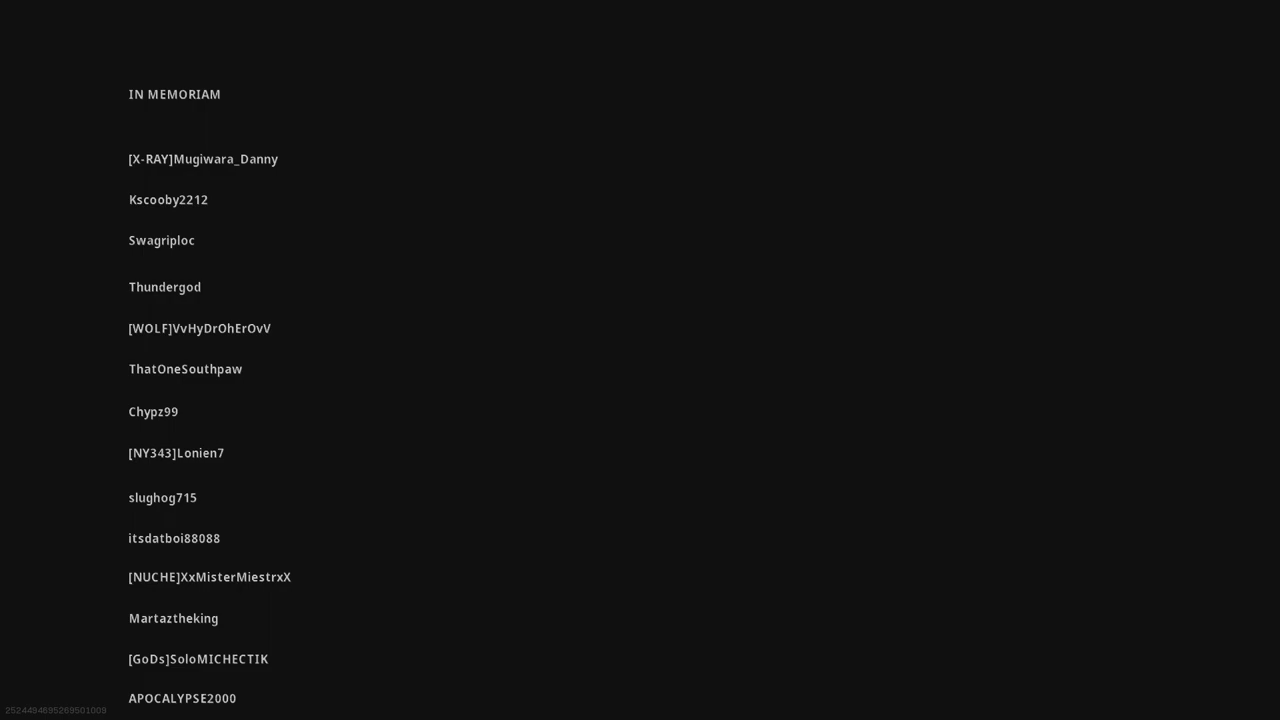 IN MEMORIAM
[X-RAY]Mugiwara_Danny
Kscooby2212
Swagriploc
Thundergod
[WOLF]VvHyDrOhErOvV
ThatOneSouthpaw
Chypz99
[NY343]Lonien7
slughog715
itsdatboi88088
[NUCHE]XxMisterMiestrxX
Martaztheking
[GoDs]SoloMICHECTIK
APOCALYPSE2000